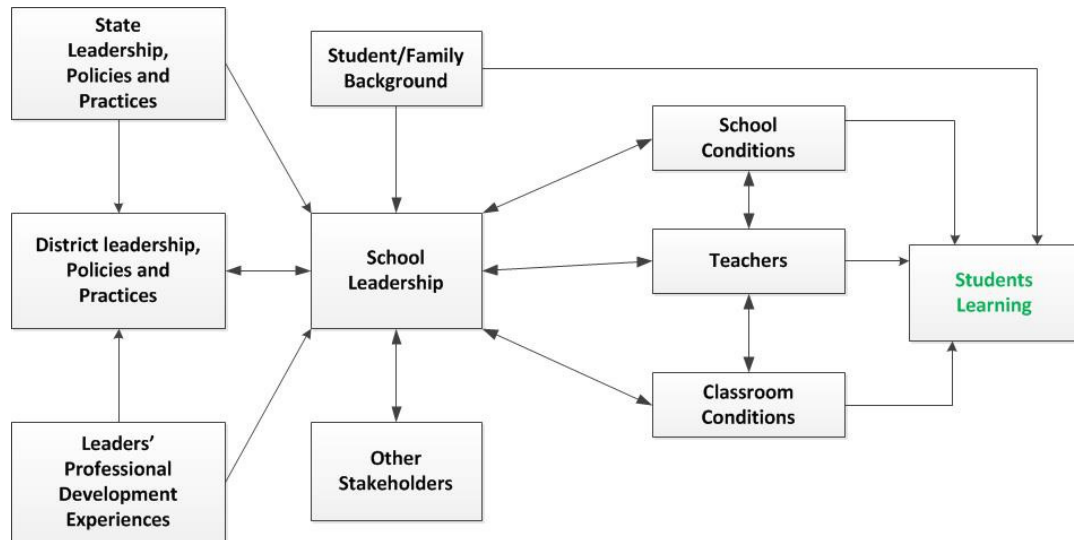 State
Leadership,
Policies and
Practices
Student/Family
Background
School
Conditions
District leadership,
Policies and
Practices
School
Leadership
Teachers
Students
Learning
Classroom
Conditions
Leaders’
Professional
Development
Experiences
Other
Stakeholders